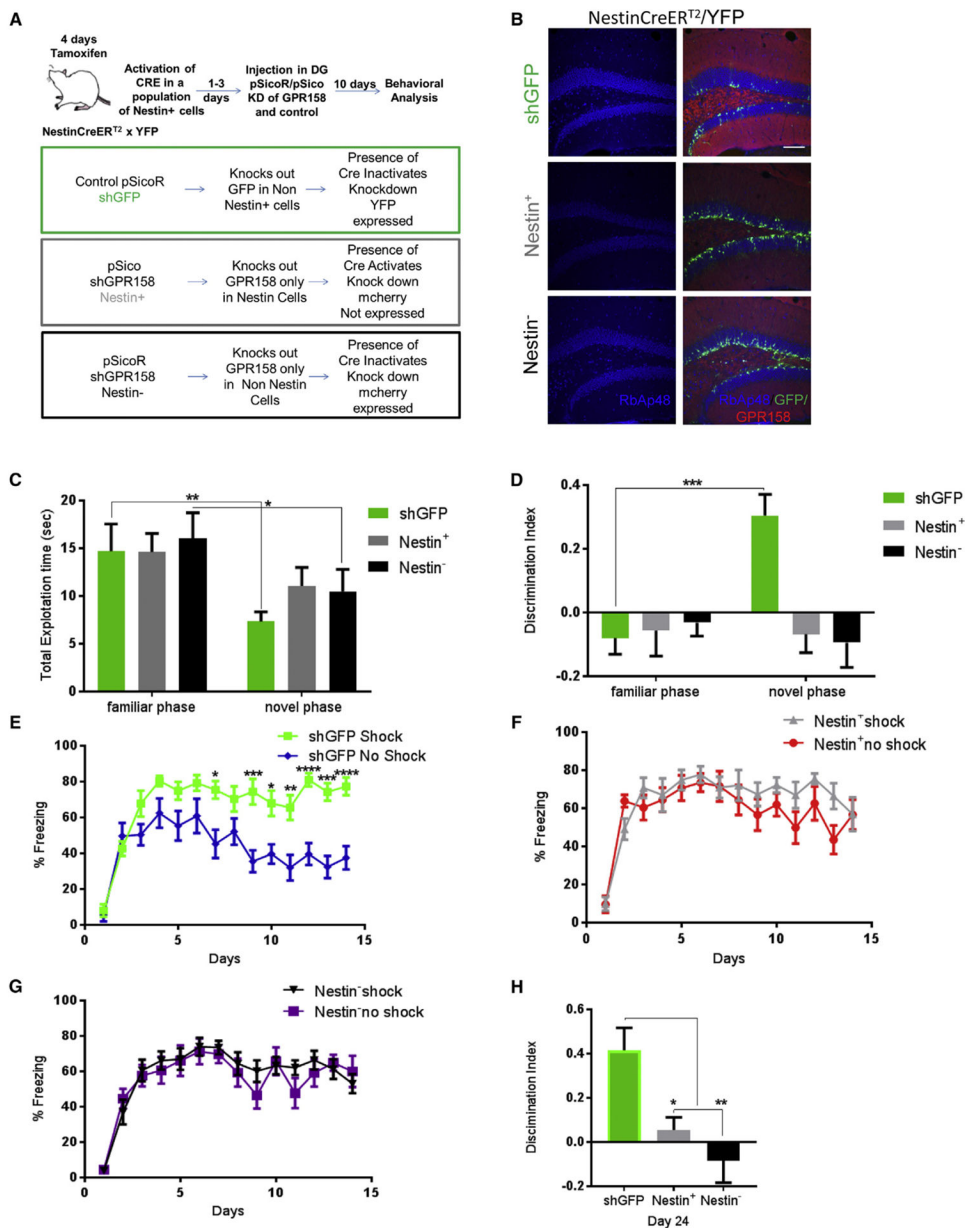 A
4 days
Tamoxifen
Activation of
CRE in a
population
of Nestin+ cells
1-3
days
Injection in DG
pSicoR/pSico
KD of GPR158
and control
10 days
Behavioral
Analysis
NestinCreERT2 x YFP
Control pSicoR
shGFP
Knocks out
GFP in Non
Nestin+ cells
Presence of
Cre Inactivates
Knockdown
YFP
expressed
pSico
shGPR158
Nestin+
Knocks out
GPR158 only
in Nestin Cells
Presence of
Cre Activates
Knock down
mcherry
Not expressed
pSicoR
shGPR158
Nestin-
Knocks out
GPR158 only
in Non Nestin
Cells
Presence of
Cre Inactivates
Knock down
mcherry
expressed
B
NestinCreERT2/YFP
shGFP
Nestin+
Nestin-
RbAp48
RbAp48/GFP/
GPR158
C
Total Explotation time (sec)
20
15
10
5
0
**
*
shGFP
Nestin+
Nestin-
familiar phase
novel phase
D
Discrimination Index
0.4
0.2
0.0
-0.2
***
shGFP
Nestin+
Nestin-
familiar phase
novel phase
E
shGFP Shock
shGFP No Shock
% Freezing
100
80
60
40
20
0
* *** * ** **** *** ****
0 5 10 15
Days
F
Nestin+shock
Nestin+no shock
% Freezing
100
80
60
40
20
0
0 5 10 15
Days
G
Nestin-shock
Nestin-no shock
% Freezing
100
80
60
40
20
0
0 5 10 15
Days
H
Discimination Index
0.6
0.4
0.2
0.0
-0.2
* **
shGFP Nestin+ Nestin-
Day 24